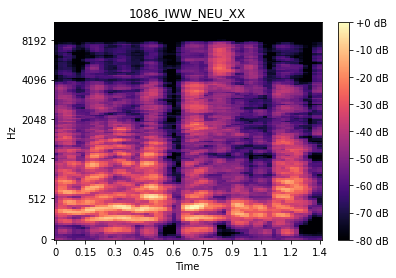 1086_IWW_NEU_XX
+0 dB
8192
-10 dB
4096
-20 dB
-30 dB
2048
Hz
-40 dB
1024
-50 dB
512
-60 dB
-70 dB
0
-80 dB
0 0.15 0.3 0.45 0.6 0.75 0.9 1.1 1.2 1.4
Time